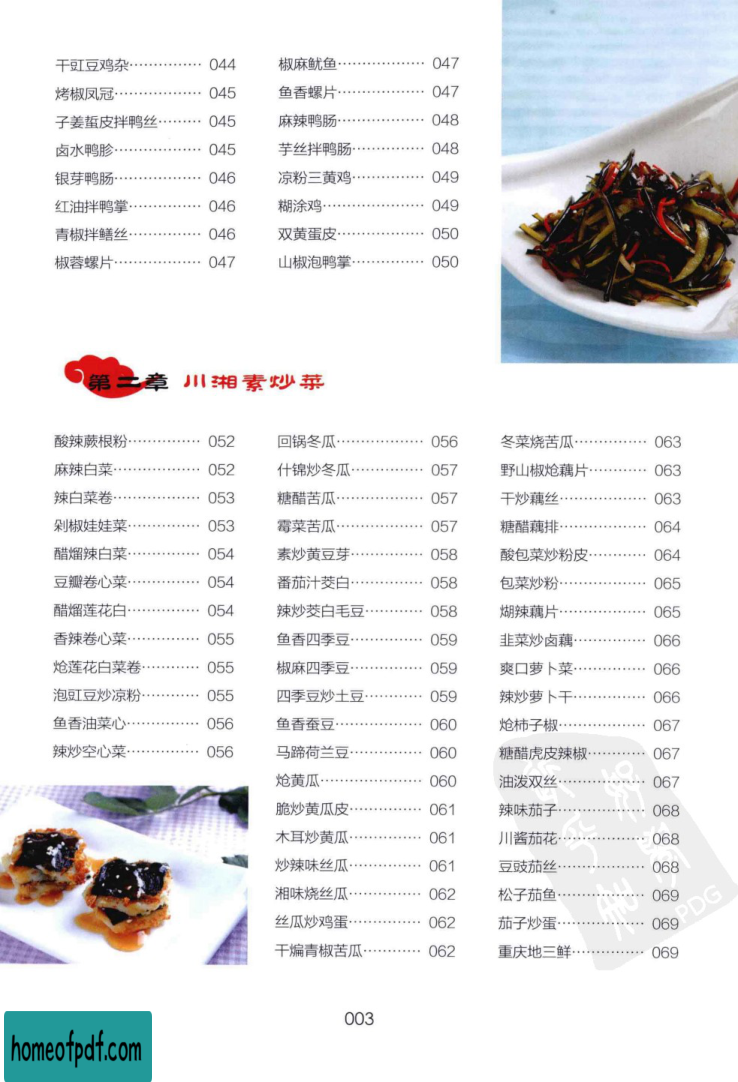 干豇豆鸡杂…………… 044
烤椒凤冠……………… 045
子姜蜇皮拌鸭丝……… 045
卤水鸭胗……………… 045
银芽鸭肠……………… 046
红油拌鸭掌…………… 046
青椒拌鳝丝…………… 046
椒蓉螺片……………… 047
椒麻鱿鱼……………… 047
鱼香螺片……………… 047
麻辣鸭肠……………… 048
芋丝拌鸭肠…………… 048
凉粉三黄鸡…………… 049
糊涂鸡………………… 049
双黄蛋皮……………… 050
山椒泡鸭掌…………… 050
第二章 川湘素炒菜
酸辣蕨根粉…………… 052
麻辣白菜……………… 052
辣白菜卷……………… 053
剁椒娃娃菜…………… 053
醋熘辣白菜…………… 054
豆瓣卷心菜…………… 054
醋熘莲花白…………… 054
香辣卷心菜…………… 055
炝莲花白菜卷………… 055
泡豇豆炒凉粉………… 055
鱼香油菜心…………… 056
辣炒空心菜…………… 056
回锅冬瓜……………… 056
什锦炒冬瓜…………… 057
糖醋苦瓜……………… 057
霉菜苦瓜……………… 057
素炒黄豆芽…………… 058
番茄汁茭白…………… 058
辣炒茭白毛豆………… 058
鱼香四季豆…………… 059
椒麻四季豆…………… 059
四季豆炒土豆………… 059
鱼香蚕豆……………… 060
马蹄荷兰豆…………… 060
炝黄瓜………………… 060
脆炒黄瓜皮…………… 061
木耳炒黄瓜…………… 061
炒辣味丝瓜…………… 061
湘味烧丝瓜…………… 062
丝瓜炒鸡蛋…………… 062
干煸青椒苦瓜………… 062
冬菜烧苦瓜…………… 063
野山椒炝藕片………… 063
干炒藕丝……………… 063
糖醋藕排……………… 064
酸包菜炒粉皮………… 064
包菜炒粉……………… 065
煳辣藕片……………… 065
韭菜炒卤藕…………… 066
爽口萝卜菜…………… 066
辣炒萝卜干…………… 066
炝柿子椒……………… 067
糖醋虎皮辣椒………… 067
油泼双丝……………… 067
辣味茄子……………… 068
川酱茄花……………… 068
豆豉茄丝……………… 068
松子茄鱼……………… 069
茄子炒蛋……………… 069
重庆地三鲜…………… 069
PDG
003
homeofpdf.com